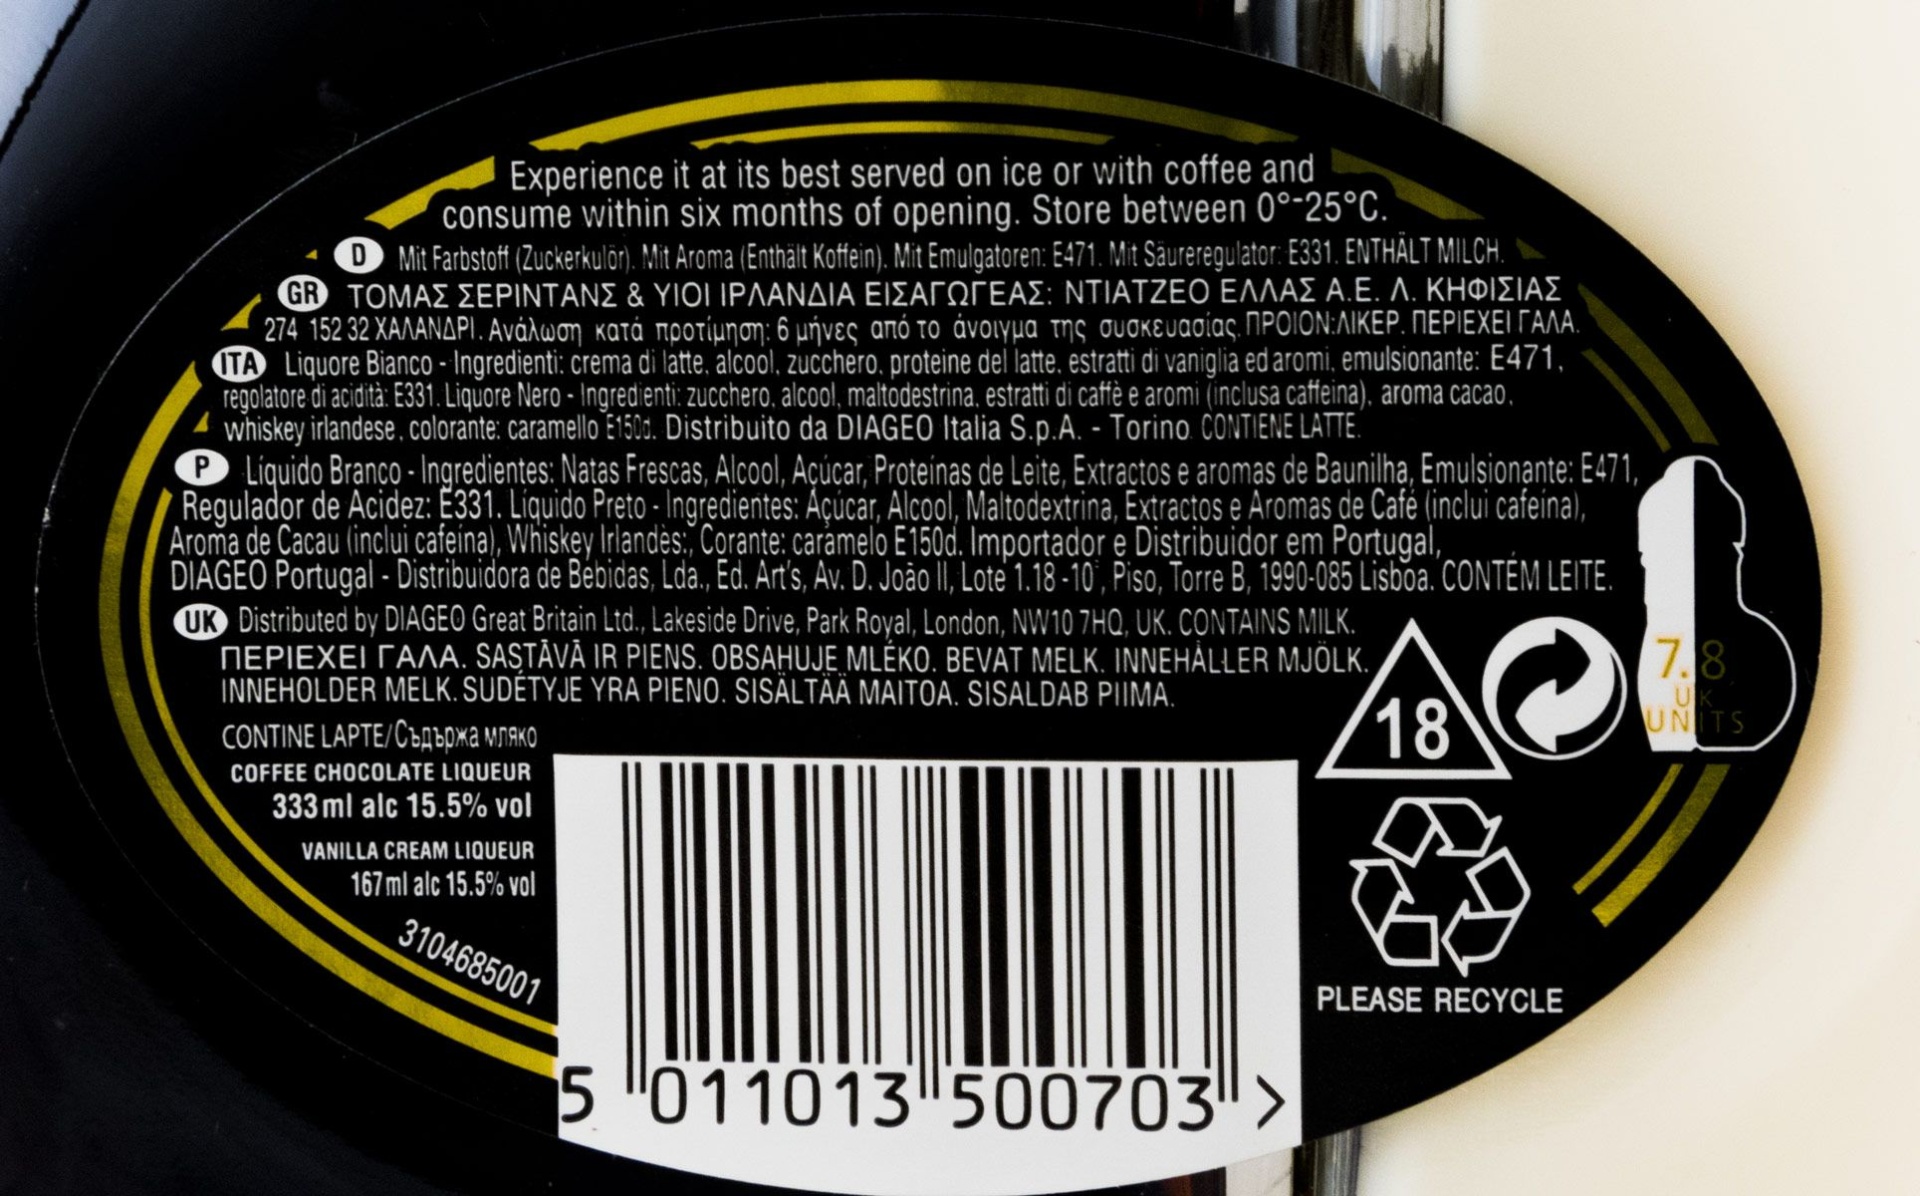 Experience it at its best served on ice or with coffee and
consume within six months of opening. Store between 0°-25°C.
D Mit Farbstoff (Zuckerkulör). Mit Aroma (Enthält Koffein). Mit Emulgatoren: E471. Mit Säureregulator: E331. ENTHÄLT MILCH.
GR ΤΟΜΑΣ ΣΕΡΙΝΤΑΝΣ & ΥΙΟΙ ΙΡΛΑΝΔΙΑ ΕΙΣΑΓΩΓΕΑΣ: ΝΤΙΑΤΖΕΟ ΕΛΛΑΣ Α.Ε. Λ. ΚΗΦΙΣΙΑΣ
274 152 32 ΧΑΛΑΝΔΡΙ. Ανάλωση κατά προτίμηση: 6 μήνες από το άνοιγμα της συσκευασίας. ΠΡΟΙΟΝ:ΛΙΚΕΡ. ΠΕΡΙΕΧΕΙ ΓΑΛΑ.
ITA Liquore Bianco - Ingredienti: crema di latte, alcool, zucchero, proteine del latte, estratti di vaniglia ed aromi, emulsionante: E471,
regolatore di acidità: E331. Liquore Nero - Ingredienti: zucchero, alcool, maltodestrina, estratti di caffè e aromi (inclusa caffeina), aroma cacao,
whiskey irlandese, colorante: caramello E150d. Distribuito da DIAGEO Italia S.p.A. - Torino. CONTIENE LATTE.
P Líquido Branco - Ingredientes: Natas Frescas, Alcool, Açúcar, Proteínas de Leite, Extractos e aromas de Baunilha, Emulsionante: E471,
Regulador de Acidez: E331. Líquido Preto - Ingredientes: Açúcar, Alcool, Maltodextrina, Extractos e Aromas de Café (inclui cafeína),
Aroma de Cacau (inclui cafeína), Whiskey Irlandês:, Corante: caramelo E150d. Importador e Distribuidor em Portugal,
DIAGEO Portugal - Distribuidora de Bebidas, Lda., Ed. Art's, Av. D. João II, Lote 1.18 -10º, Piso, Torre B, 1990-085 Lisboa. CONTÉM LEITE.
UK Distributed by DIAGEO Great Britain Ltd., Lakeside Drive, Park Royal, London, NW10 7HQ, UK. CONTAINS MILK.
ΠΕΡΙΕΧΕΙ ΓΑΛΑ. SASTĀVĀ IR PIENS. OBSAHUJE MLÉKO. BEVAT MELK. INNEHÅLLER MJÖLK.
INNEHOLDER MELK. SUDĖTYJE YRA PIENO. SISÄLTÄÄ MAITOA. SISALDAB PIIMA.
CONTINE LAPTE/Съдържа мляко
COFFEE CHOCOLATE LIQUEUR
333 ml alc 15.5% vol
VANILLA CREAM LIQUEUR
167 ml alc 15.5% vol
3104685001
18
7.8
UK
UNITS
PLEASE RECYCLE
5 011013 500703 >